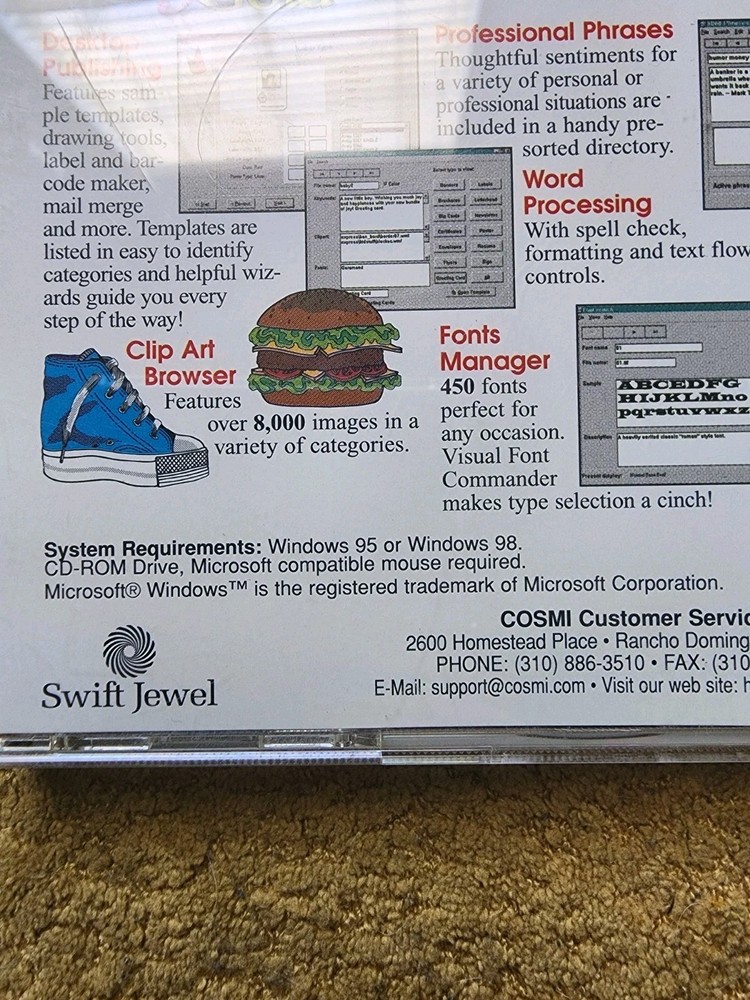 Desktop
Publishing
Features sam-
ple templates,
drawing tools,
label and bar-
code maker,
mail merge
and more. Templates are
listed in easy to identify
categories and helpful wiz-
ards guide you every
step of the way!
Professional Phrases
Thoughtful sentiments for
a variety of personal or
professional situations are
included in a handy pre-
sorted directory.
Word
Processing
With spell check,
formatting and text flow
controls.
Clip Art
Browser
Features
over 8,000 images in a
variety of categories.
Fonts
Manager
450 fonts
perfect for
any occasion.
Visual Font
Commander
makes type selection a cinch!
ABCEDFG
HIJKLMno
pqrstuvwxz
System Requirements: Windows 95 or Windows 98.
CD-ROM Drive, Microsoft compatible mouse required.
Microsoft® Windows™ is the registered trademark of Microsoft Corporation.
COSMI Customer Servic
2600 Homestead Place • Rancho Doming
PHONE: (310) 886-3510 • FAX: (310
E-Mail: support@cosmi.com • Visit our web site: h
Swift Jewel